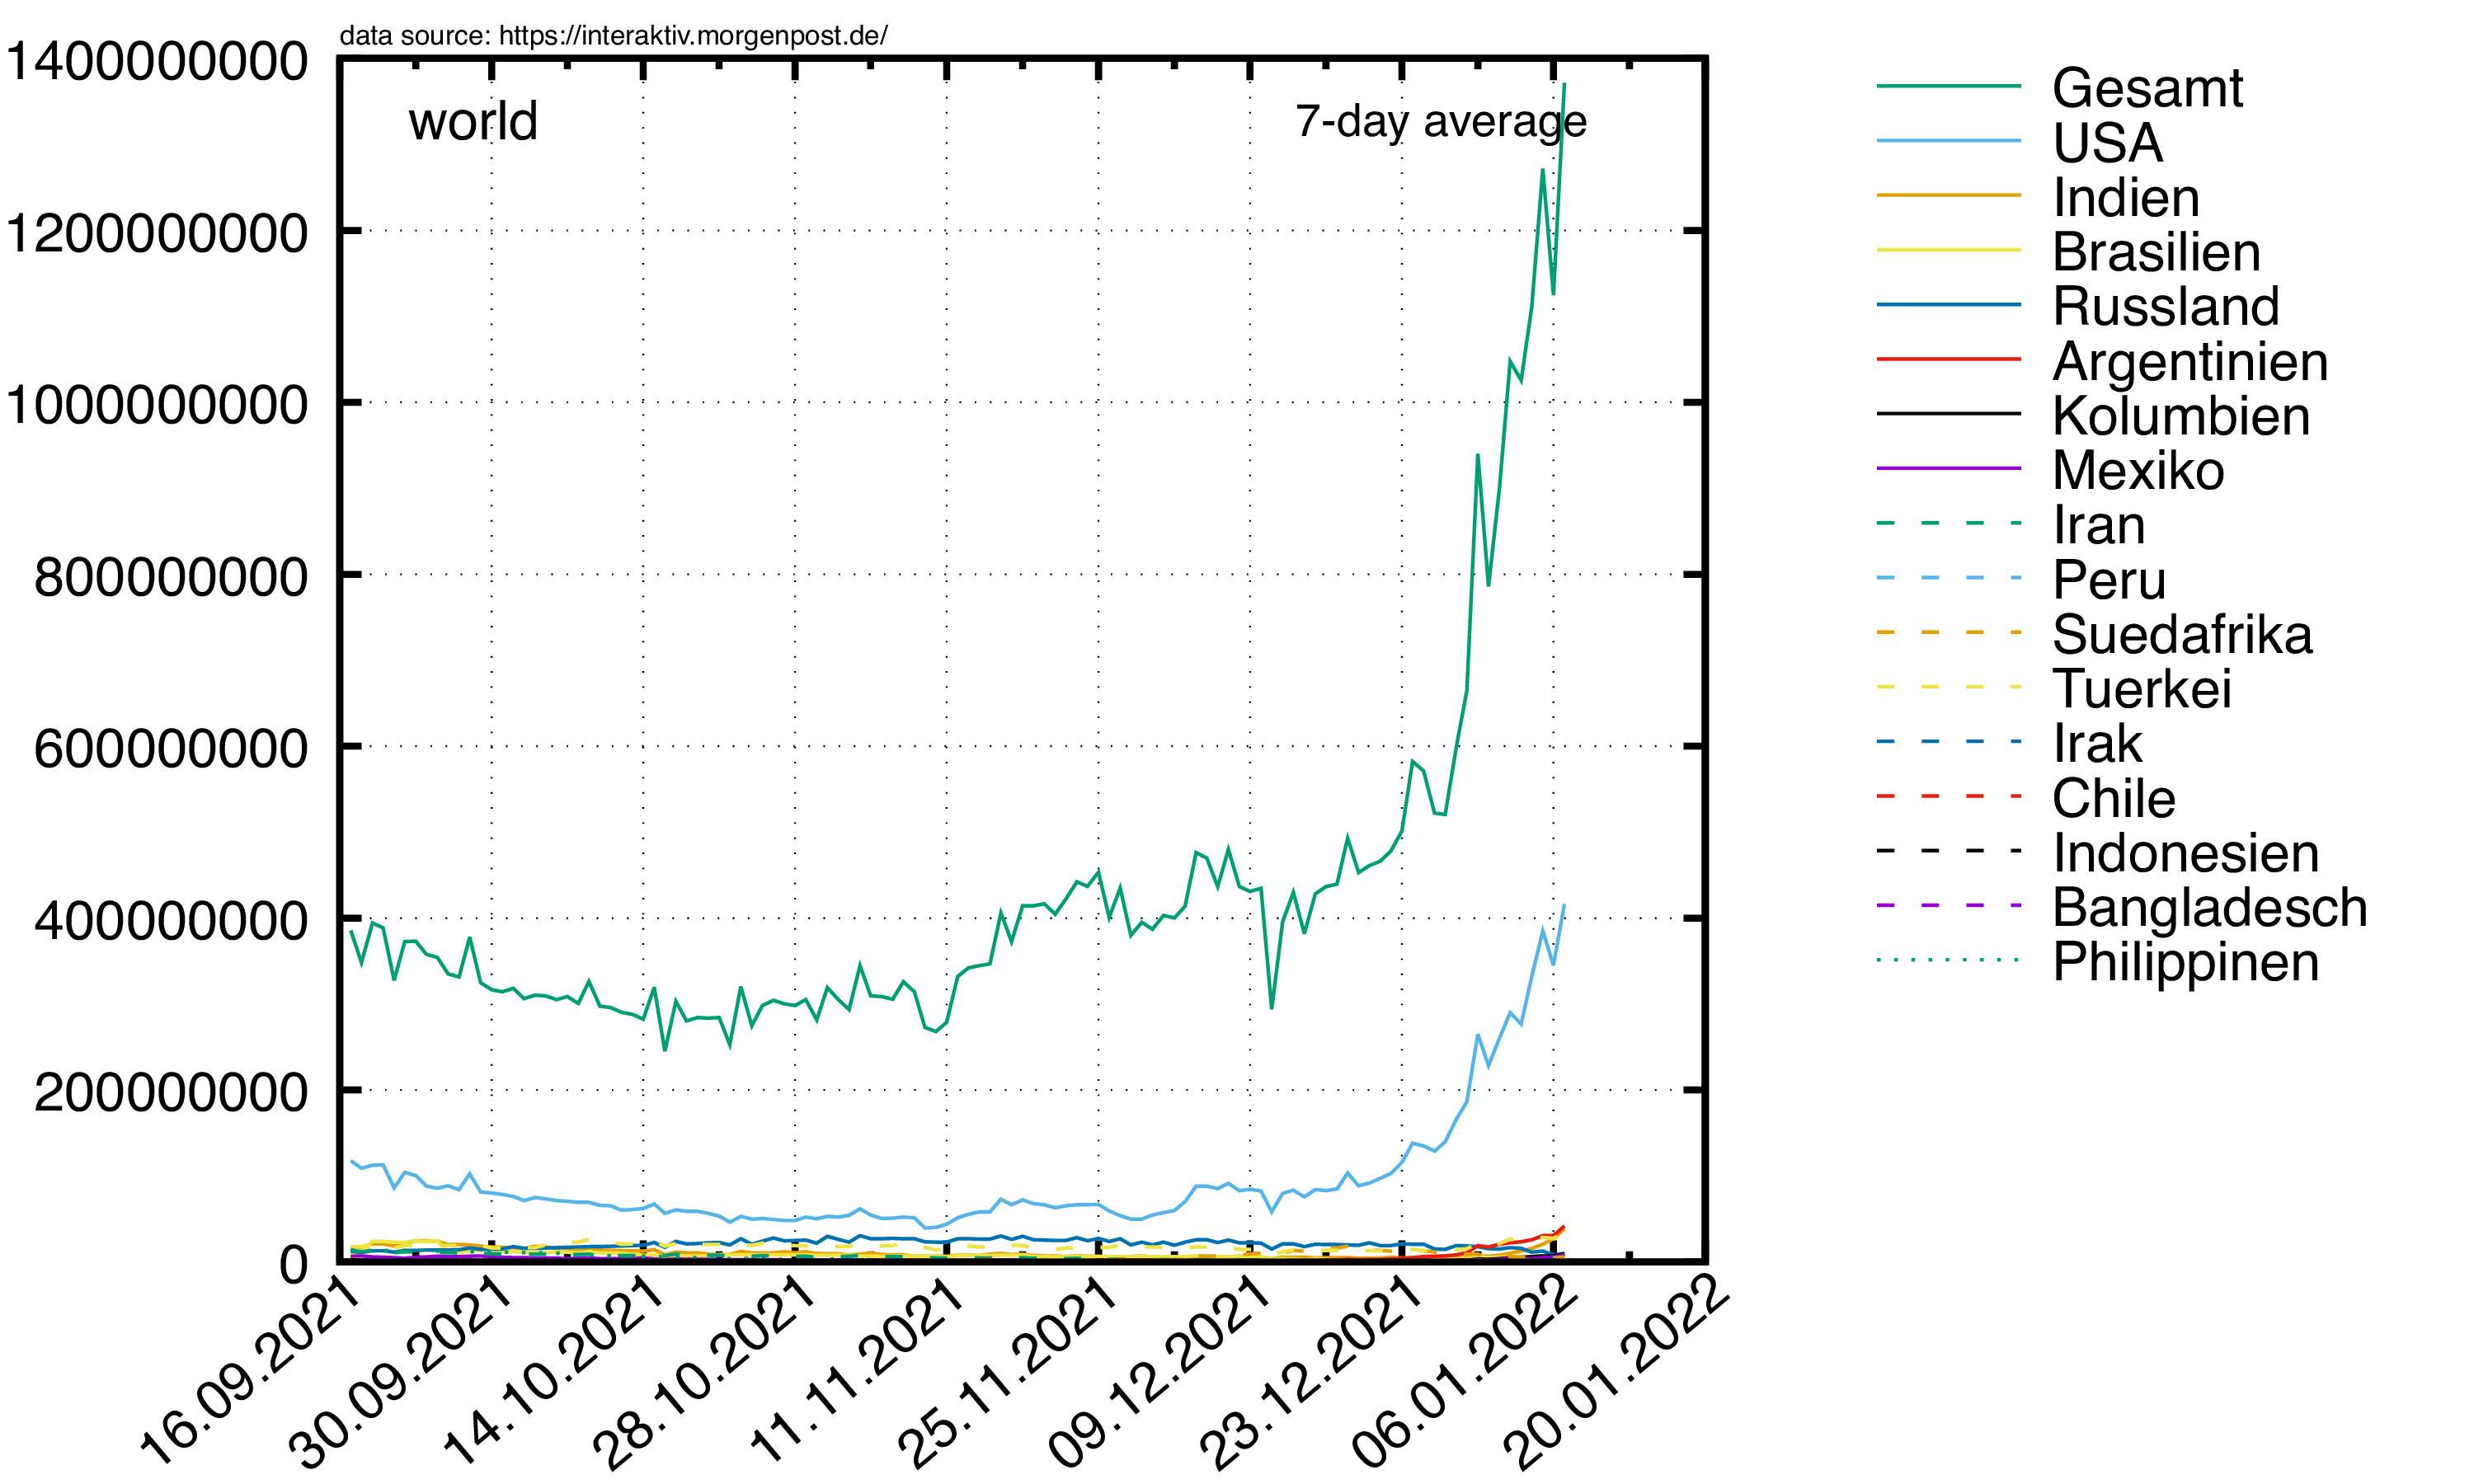 data source: https://interaktiv.morgenpost.de/
1400000000
1200000000
1000000000
800000000
600000000
400000000
200000000
0
world
7-day average
16.09.2021
30.09.2021
14.10.2021
28.10.2021
11.11.2021
25.11.2021
09.12.2021
23.12.2021
06.01.2022
20.01.2022
Gesamt
USA
Indien
Brasilien
Russland
Argentinien
Kolumbien
Mexiko
Iran
Peru
Suedafrika
Tuerkei
Irak
Chile
Indonesien
Bangladesch
Philippinen